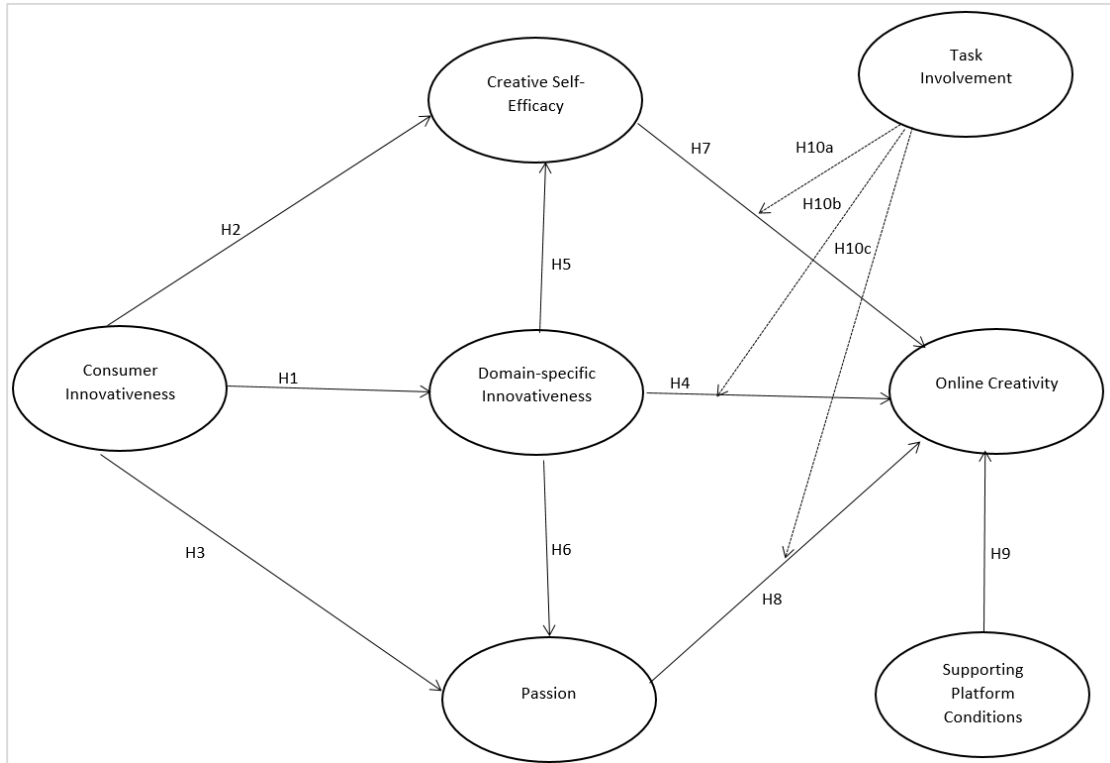 Task
Involvement
Creative Self-
Efficacy
H7
H10a
H10b
H10c
H2
H5
Consumer
Innovativeness
H1
Domain-specific
Innovativeness
H4
Online Creativity
H3
H6
H9
H8
Passion
Supporting
Platform
Conditions